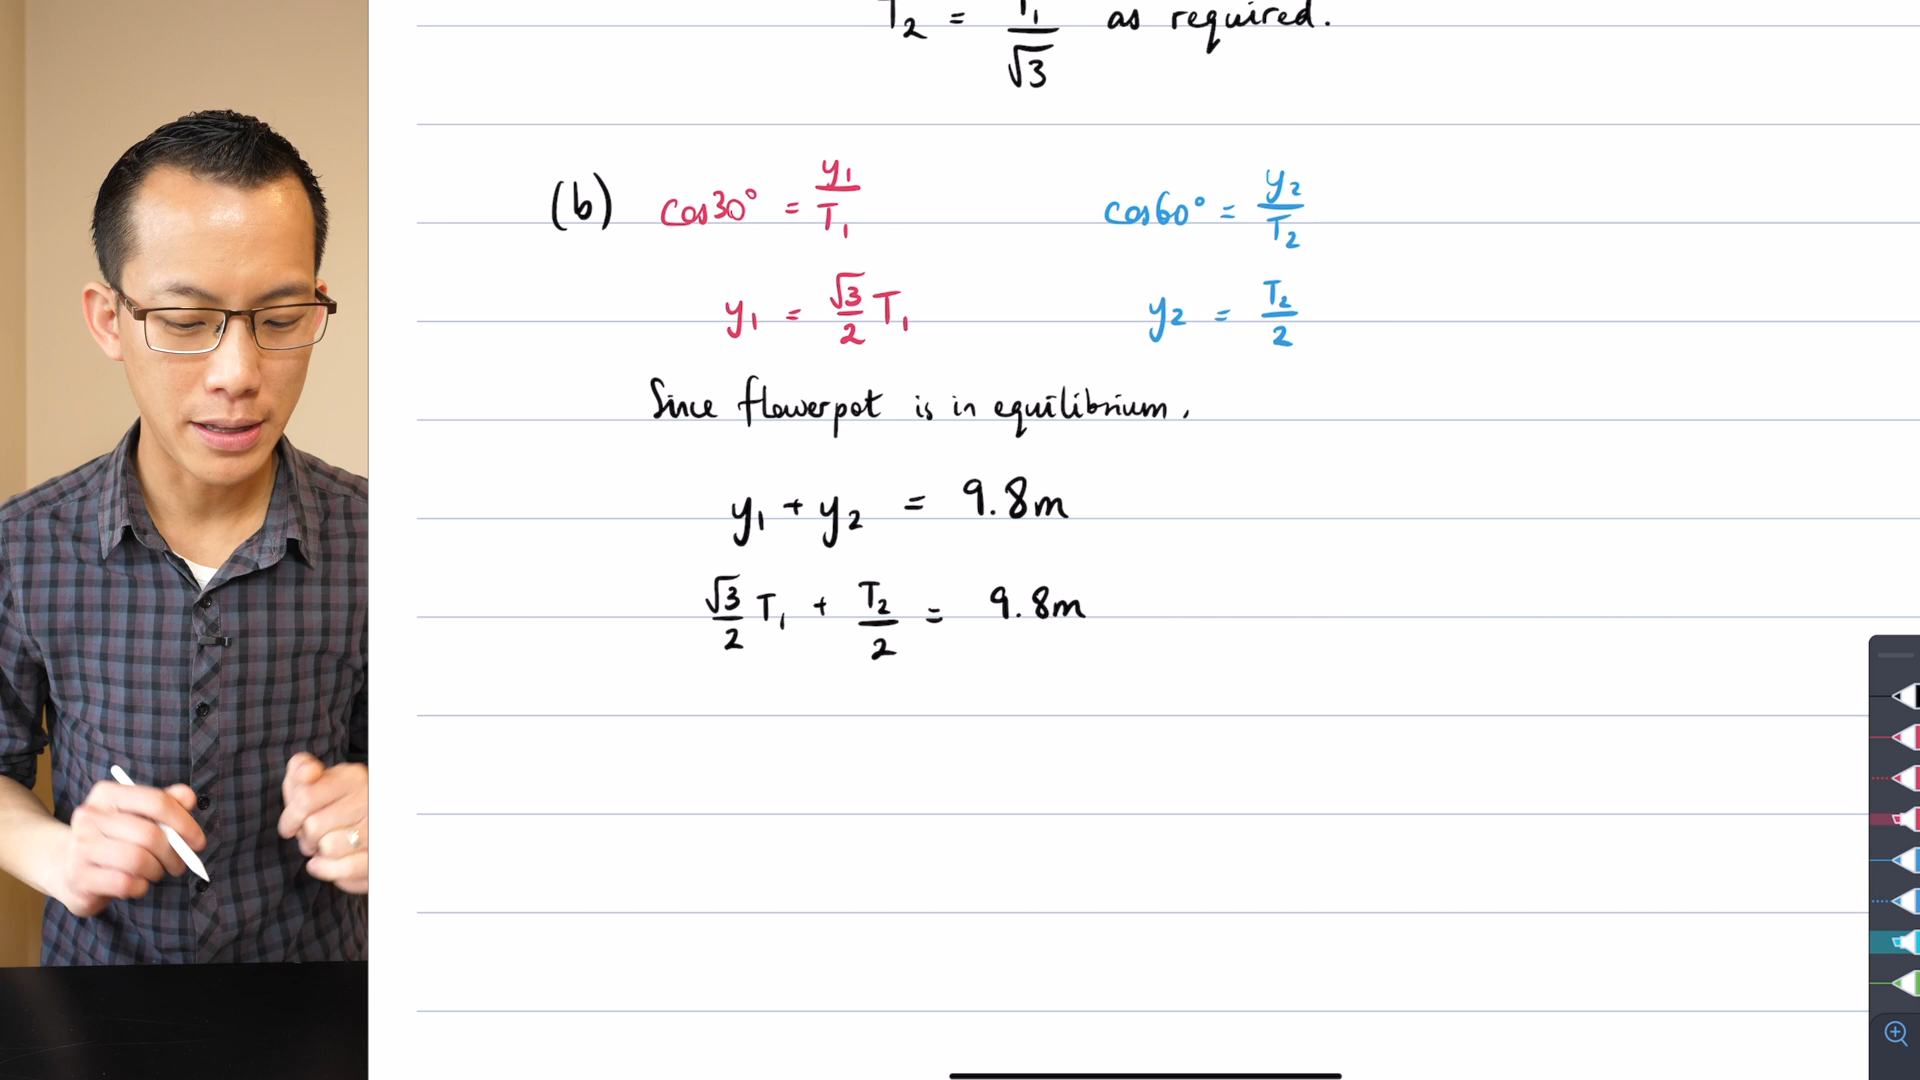 T₂ = T₁/√3 as required.
(b) cos30° = y₁/T₁ cos60° = y₂/T₂
y₁ = √3/2 T₁ y₂ = T₂/2
Since flowerpot is in equilibrium,
y₁ + y₂ = 9.8m
√3/2 T₁ + T₂/2 = 9.8m